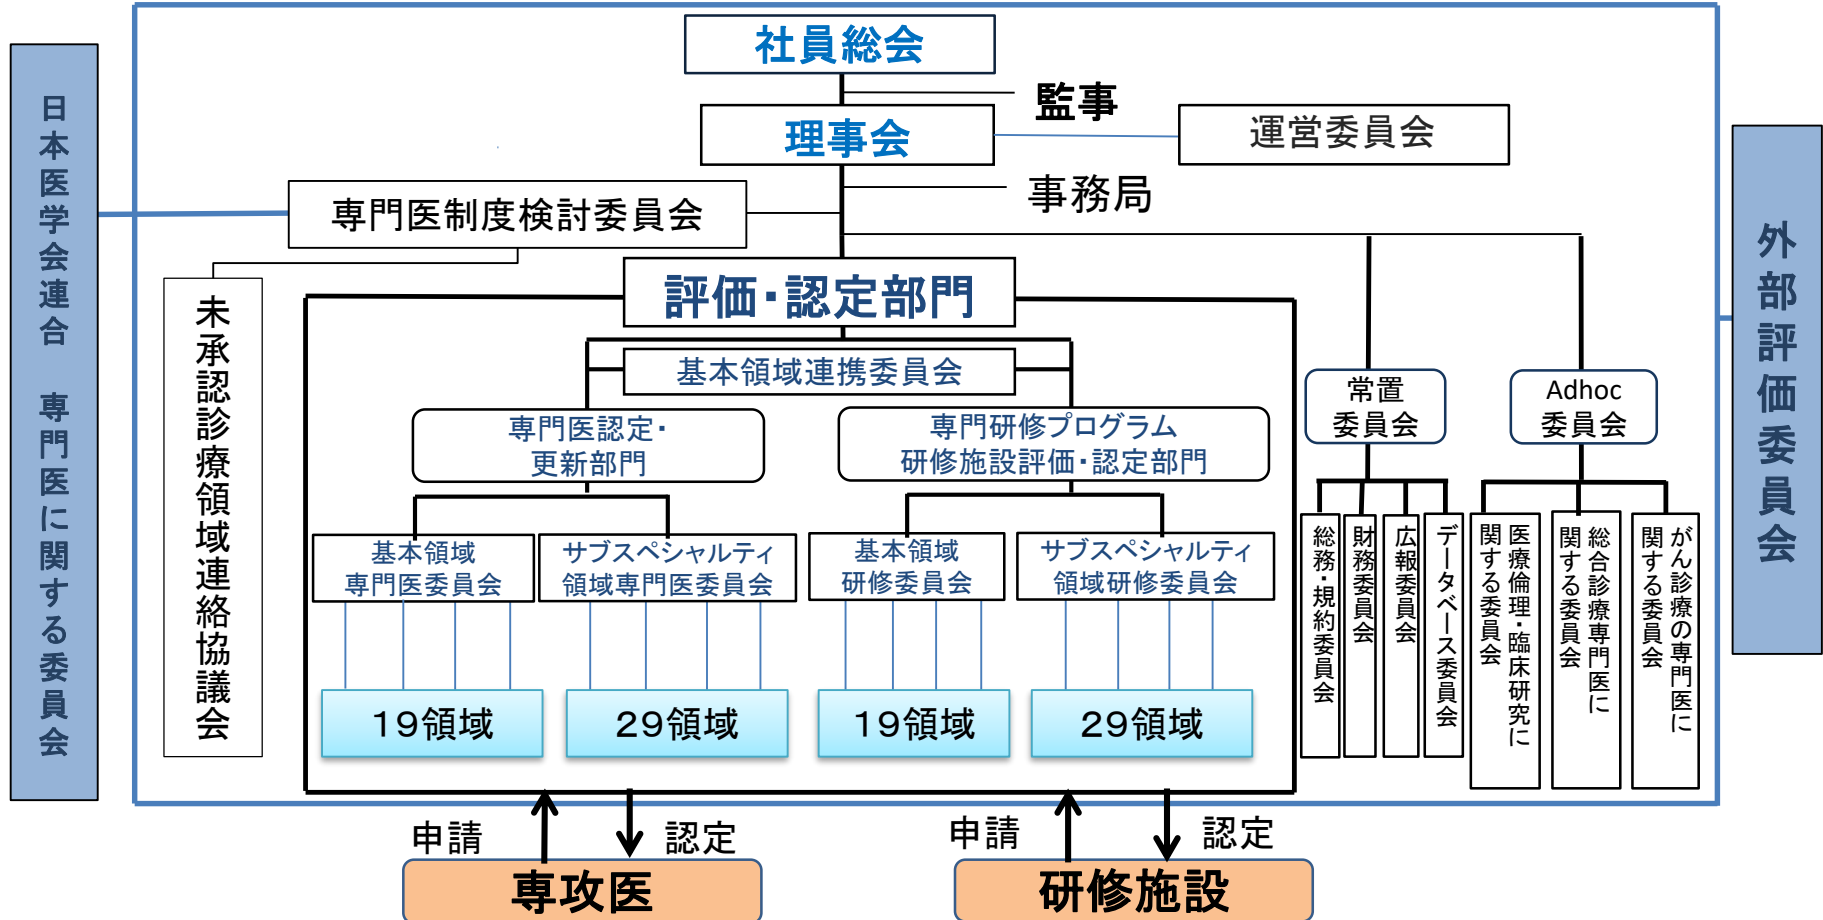 社員総会
監事
理事会
運営委員会
事務局
専門医制度検討委員会
日本医学会連合 専門医に関する委員会
外部評価委員会
未承認診療領域連絡協議会
評価・認定部門
基本領域連携委員会
専門医認定・
更新部門
専門研修プログラム
研修施設評価・認定部門
常置
委員会
Adhoc
委員会
基本領域
専門医委員会
サブスペシャルティ
領域専門医委員会
基本領域
研修委員会
サブスペシャルティ
領域研修委員会
総務・規約委員会
財務委員会
広報委員会
データベース委員会
医療倫理・臨床研究に
関する委員会
総合診療専門医に
関する委員会
がん診療の専門医に
関する委員会
19領域
29領域
19領域
29領域
申請
認定
申請
認定
専攻医
研修施設